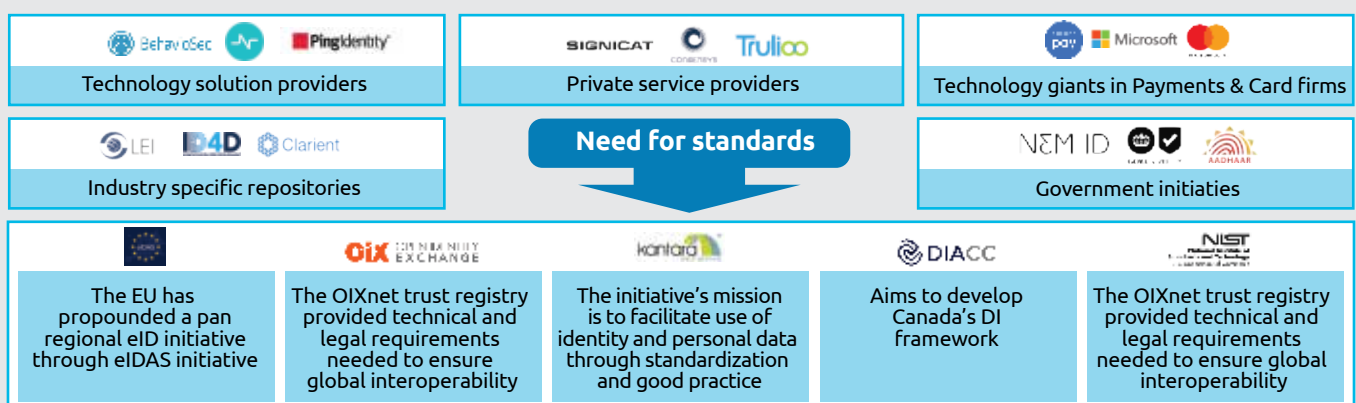 BehavioSec
PingIdentity
Technology solution providers
SIGNICAT
CONSENSYS
Trulioo
Private service providers
pay
Microsoft
Technology giants in Payments & Card firms
LEI
ID4D
Clarient
Industry specific repositories
Need for standards
NEM ID
AADHAAR
Government initiaties
The EU has
propounded a pan
regional eID initiative
through eIDAS initiative
OiX
EXCHANGE
The OIXnet trust registry
provided technical and
legal requirements
needed to ensure
global interoperability
kantara
The initiative’s mission
is to facilitate use of
identity and personal data
through standardization
and good practice
DIACC
Aims to develop
Canada’s DI
framework
NIST
The OIXnet trust registry
provided technical and
legal requirements
needed to ensure global
interoperability